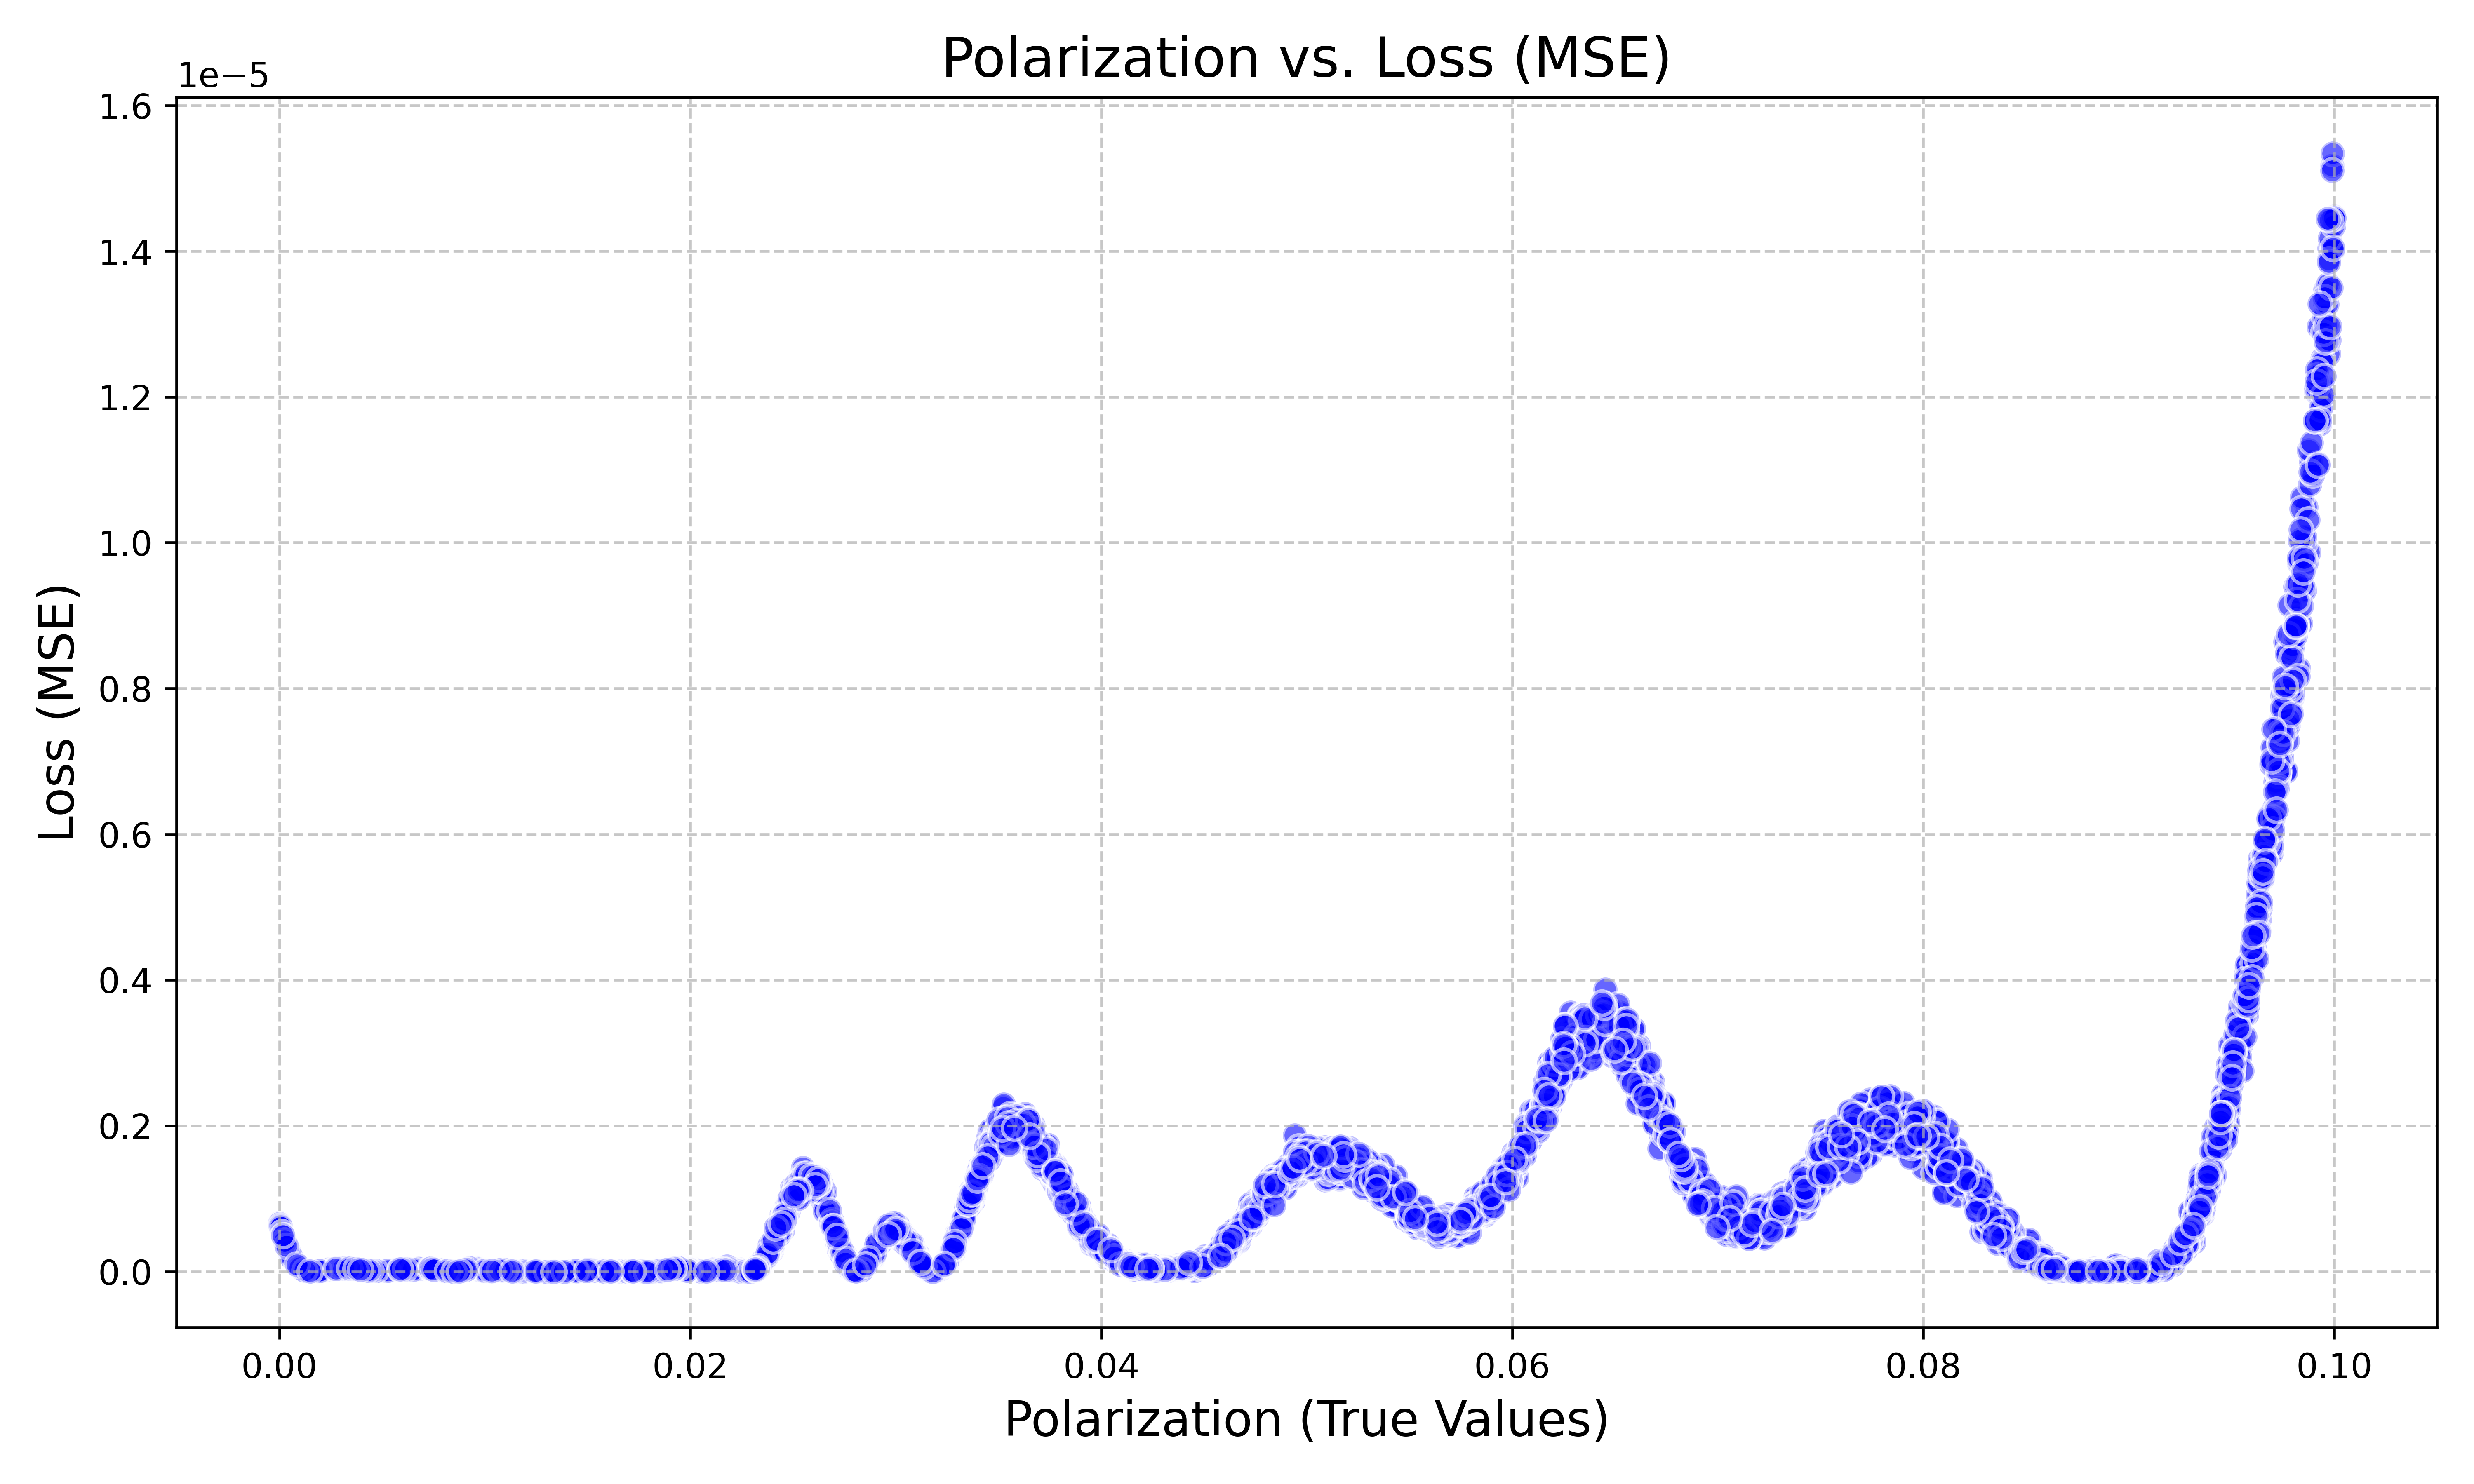 Polarization vs. Loss (MSE)
1e−5
1.6
1.4
1.2
1.0
0.8
0.6
0.4
0.2
0.0
Loss (MSE)
0.00 0.02 0.04 0.06 0.08 0.10
Polarization (True Values)